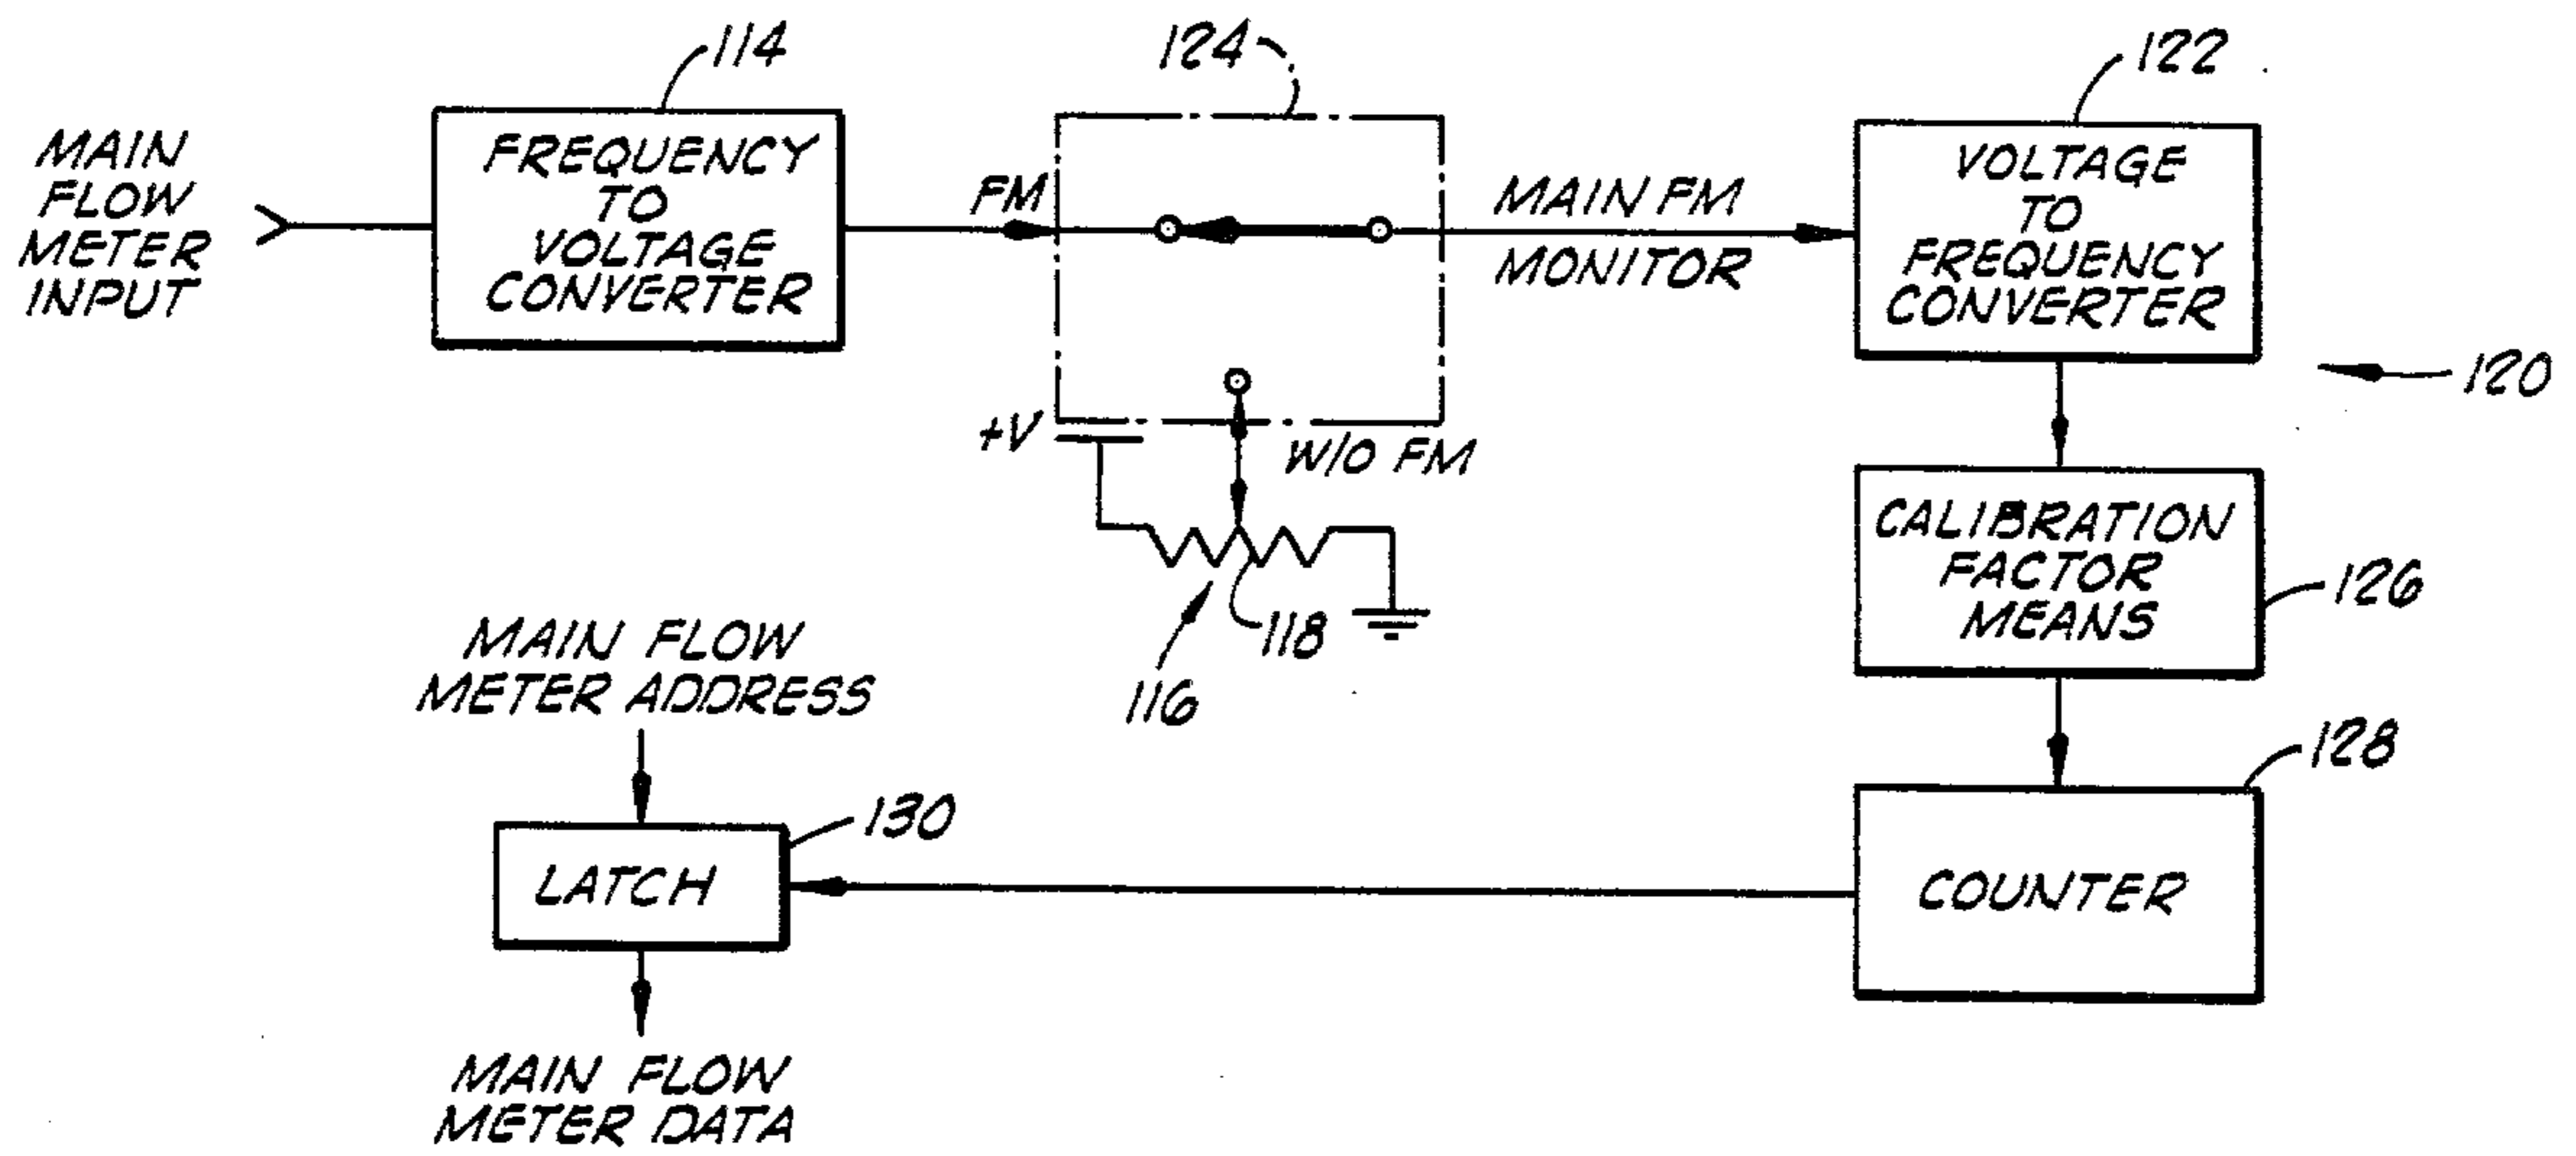 114
124
122
MAIN
FLOW
METER
INPUT
FREQUENCY
TO
VOLTAGE
CONVERTER
FM
MAIN FM
MONITOR
VOLTAGE
TO
FREQUENCY
CONVERTER
120
+V
W/O FM
118
116
CALIBRATION
FACTOR
MEANS
126
MAIN FLOW
METER ADDRESS
128
130
LATCH
COUNTER
MAIN FLOW
METER DATA